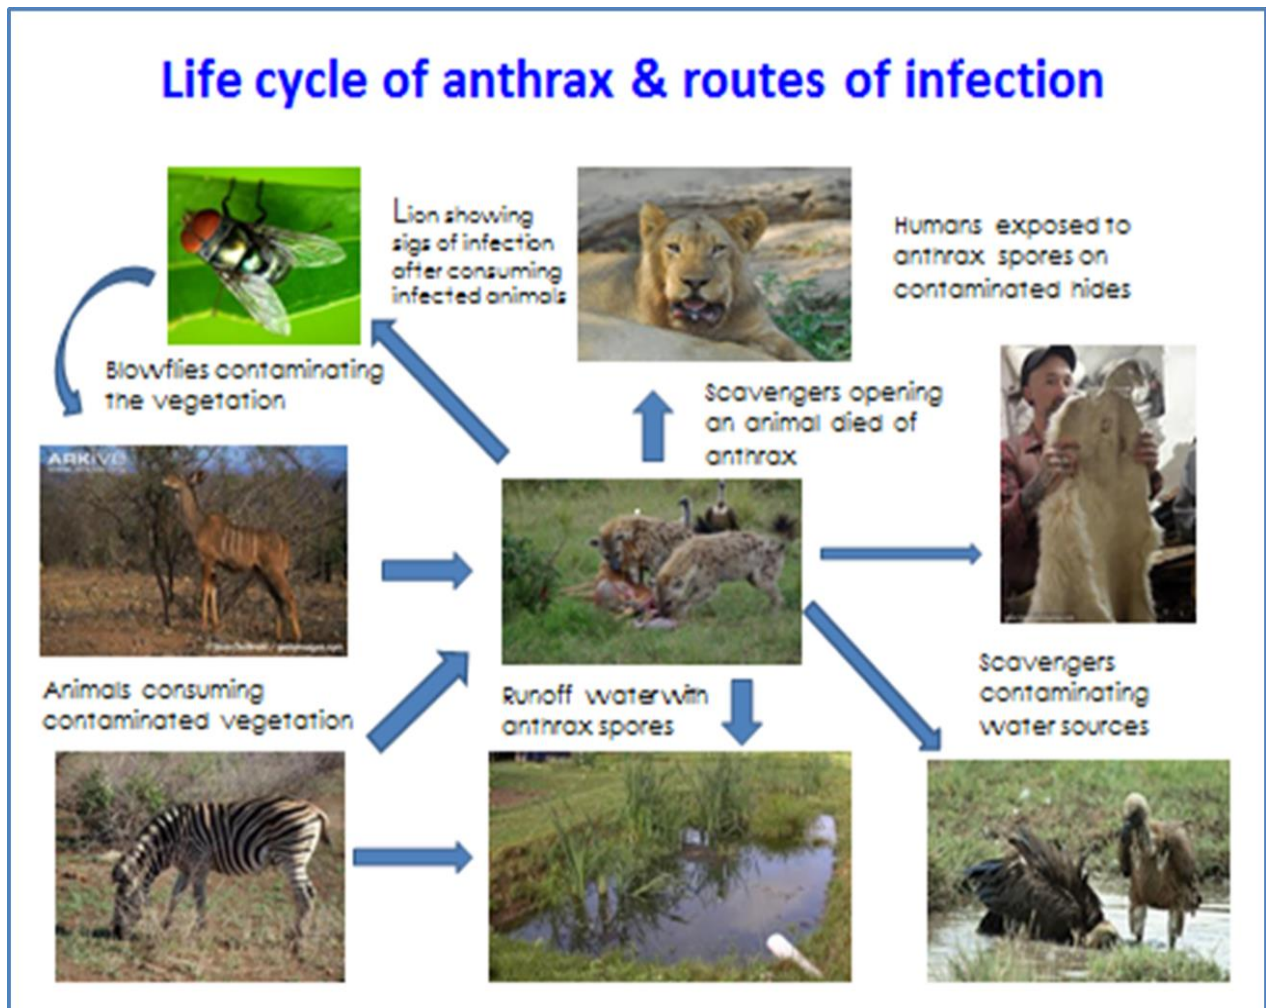 Life cycle of anthrax & routes of infection
Lion showing
sigs of infection
after consuming
infected animals
Humans exposed to
anthrax spores on
contaminated hides
Blowflies contaminating
the vegetation
Scavengers opening
an animal died of
anthrax
ARKive
Animals consuming
contaminated vegetation
Runoff water with
anthrax spores
Scavengers
contaminating
water sources